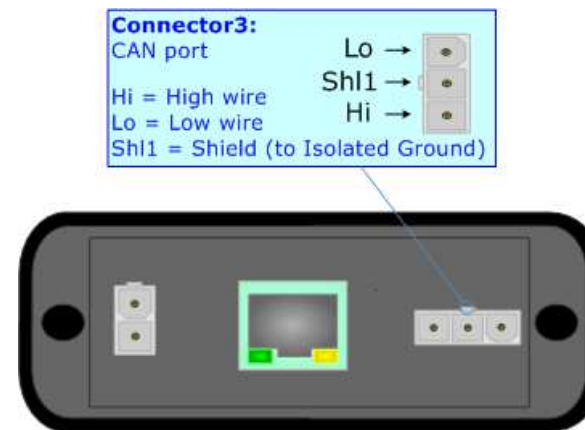 Connector3:
CAN port
Hi = High wire
Lo = Low wire
Shl1 = Shield (to Isolated Ground)
Lo →
Shl1 →
Hi →